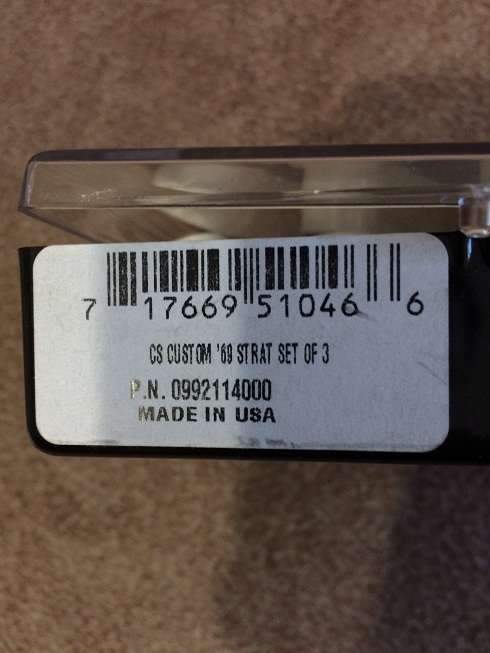 7 17669 51046 6
CS CUSTOM '69 STRAT SET OF 3
P.N. 0992114000
MADE IN USA